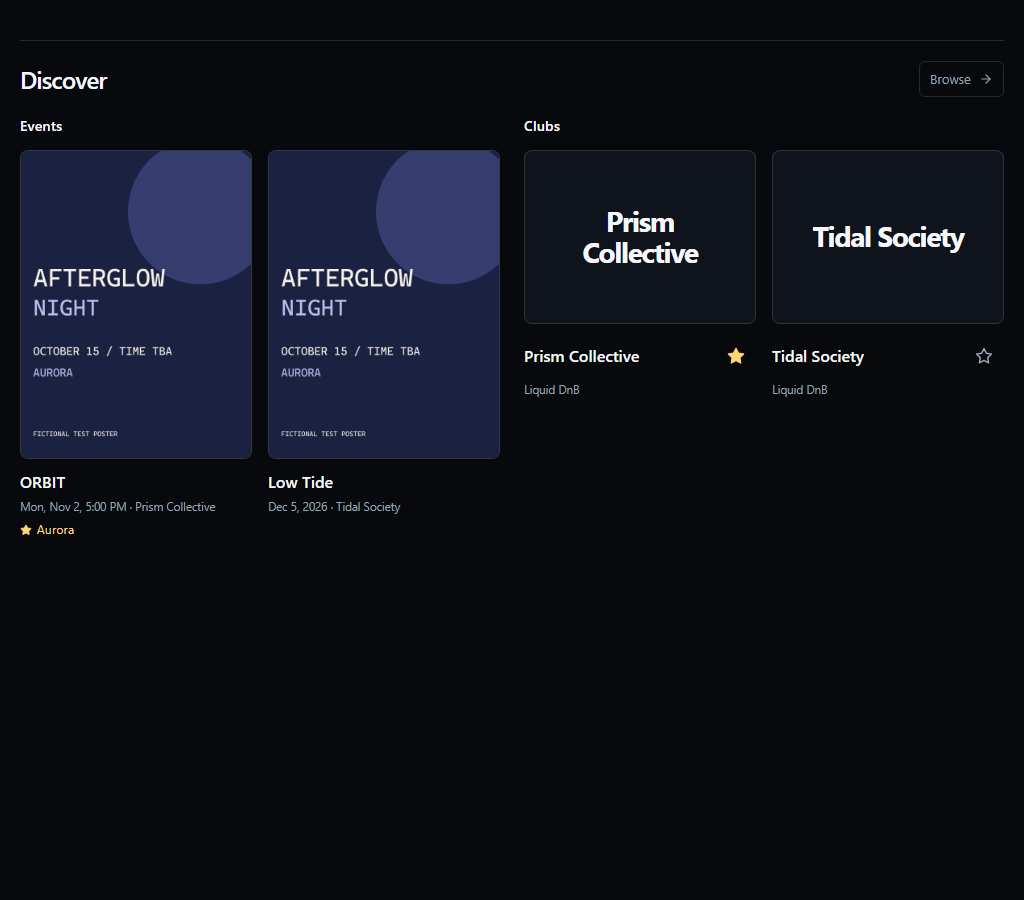 Discover
Browse
Events
AFTERGLOW
NIGHT
OCTOBER 15 / TIME TBA
AURORA
FICTIONAL TEST POSTER
ORBIT
Mon, Nov 2, 5:00 PM · Prism Collective
Aurora
AFTERGLOW
NIGHT
OCTOBER 15 / TIME TBA
AURORA
FICTIONAL TEST POSTER
Low Tide
Dec 5, 2026 · Tidal Society
Clubs
Prism
Collective
Prism Collective
Liquid DnB
Tidal Society
Tidal Society
Liquid DnB